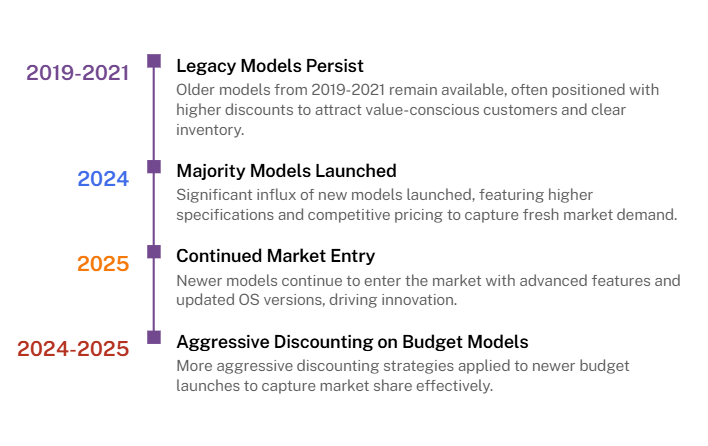 2019-2021
Legacy Models Persist
Older models from 2019-2021 remain available, often positioned with
higher discounts to attract value-conscious customers and clear
inventory.
2024
Majority Models Launched
Significant influx of new models launched, featuring higher
specifications and competitive pricing to capture fresh market demand.
2025
Continued Market Entry
Newer models continue to enter the market with advanced features and
updated OS versions, driving innovation.
2024-2025
Aggressive Discounting on Budget Models
More aggressive discounting strategies applied to newer budget
launches to capture market share effectively.